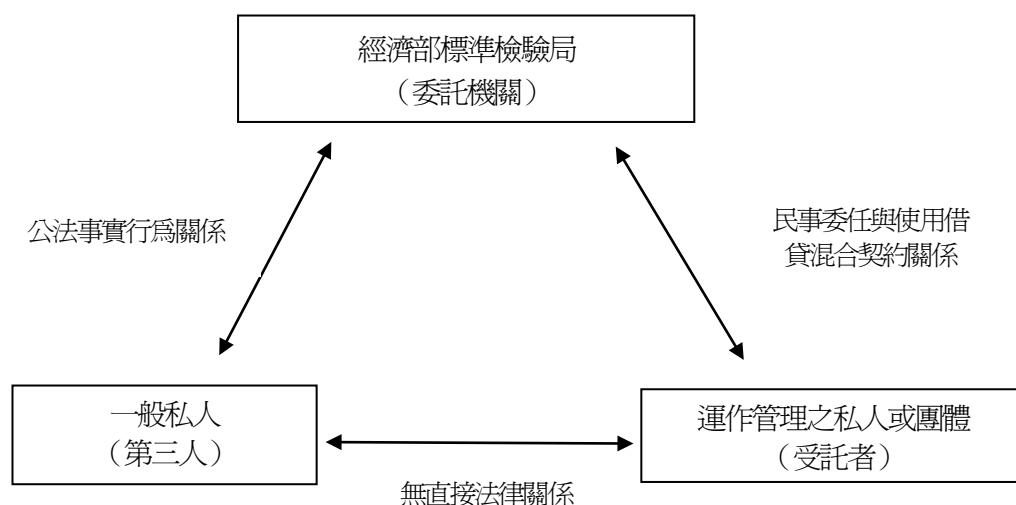 經濟部標準檢驗局
（委託機關）
公法事實行為關係
民事委任與使用借
貸混合契約關係
一般私人
（第三人）
運作管理之私人或團體
（受託者）
無直接法律關係